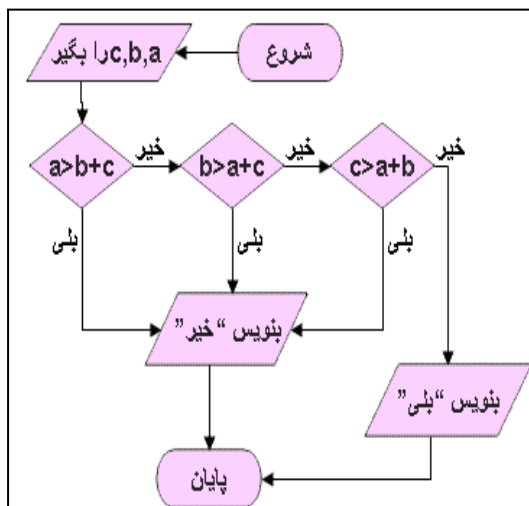 شروع
c,b,a را بگیر
a>b+c
خیر
b>a+c
خیر
c>a+b
خیر
بلی
بلی
بلی
بنویس “خیر”
بنویس “بلی”
پایان